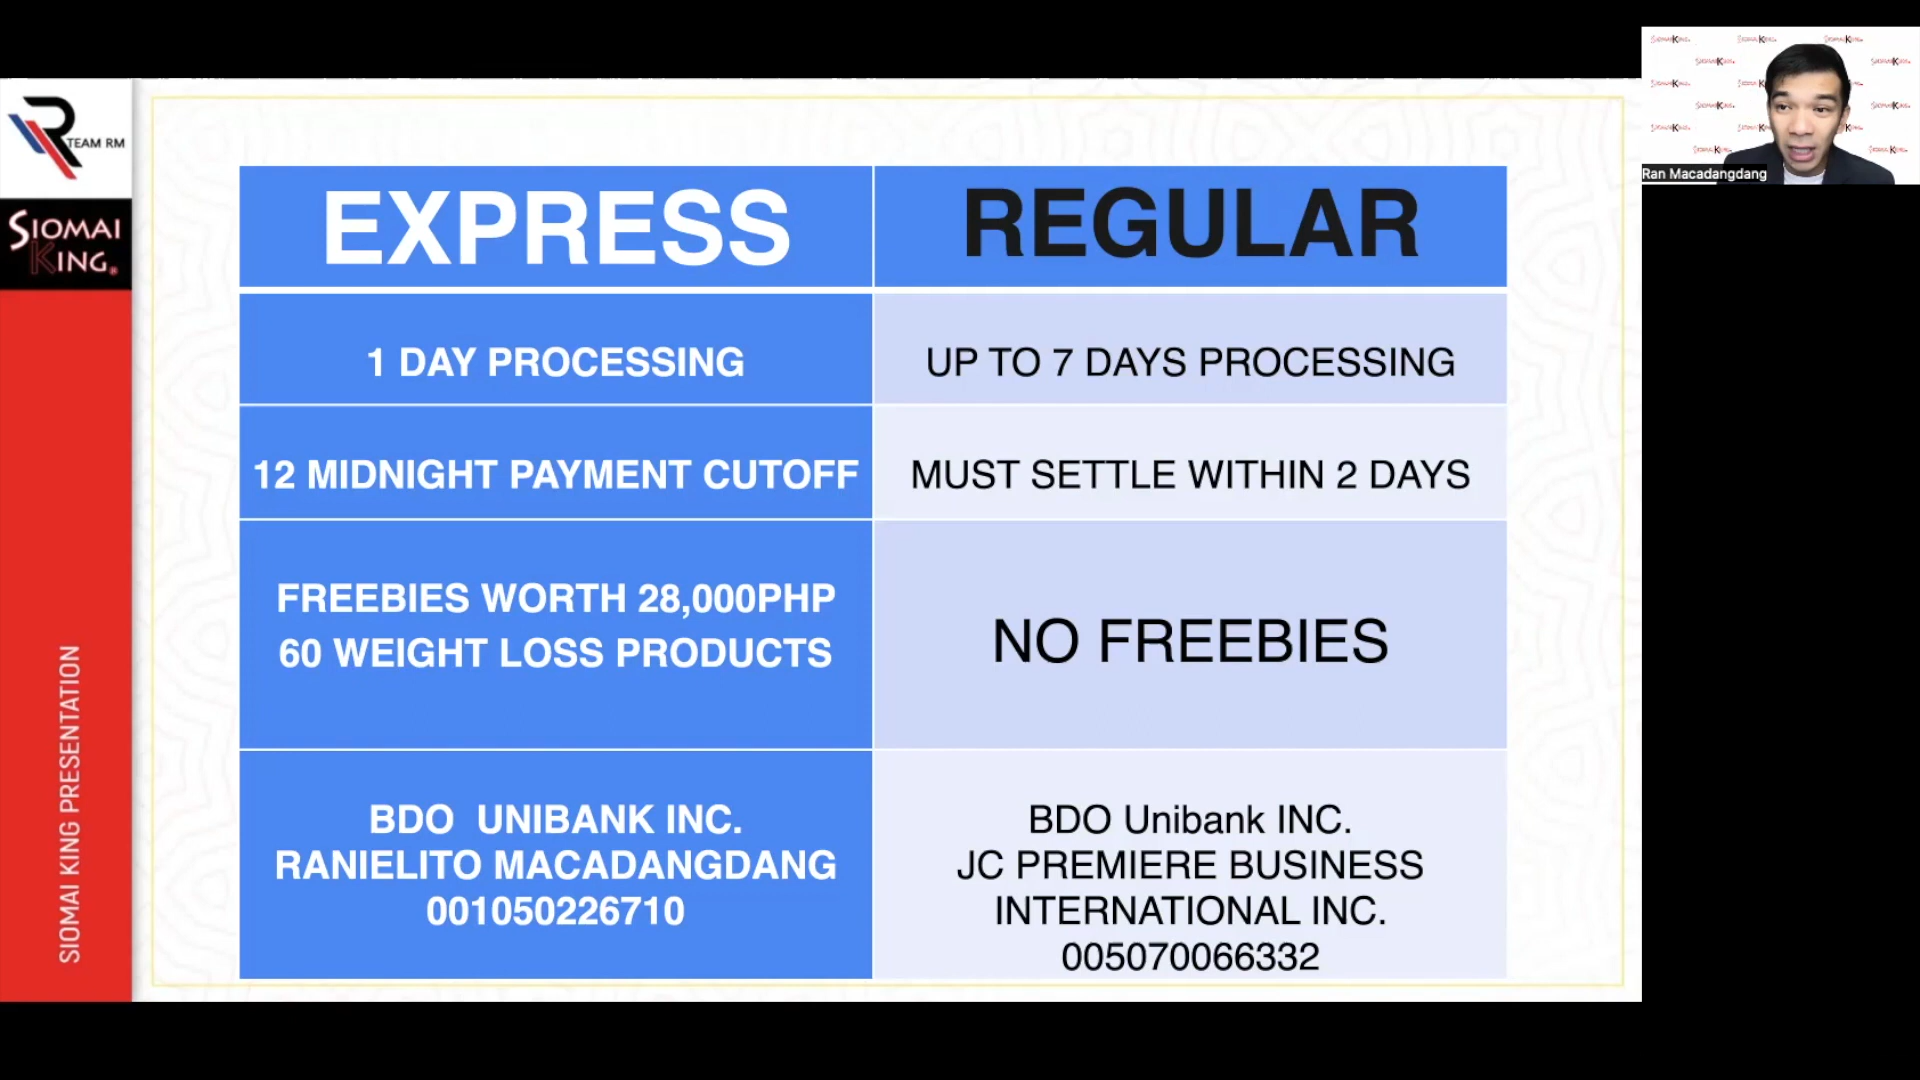 TEAM RM
SIOMAI
KING®
SIOMAI KING PRESENTATION
EXPRESS
REGULAR
1 DAY PROCESSING
UP TO 7 DAYS PROCESSING
12 MIDNIGHT PAYMENT CUTOFF
MUST SETTLE WITHIN 2 DAYS
FREEBIES WORTH 28,000PHP
60 WEIGHT LOSS PRODUCTS
NO FREEBIES
BDO UNIBANK INC.
RANIELITO MACADANGDANG
001050226710
BDO Unibank INC.
JC PREMIERE BUSINESS
INTERNATIONAL INC.
005070066332
Ran Macadangdang